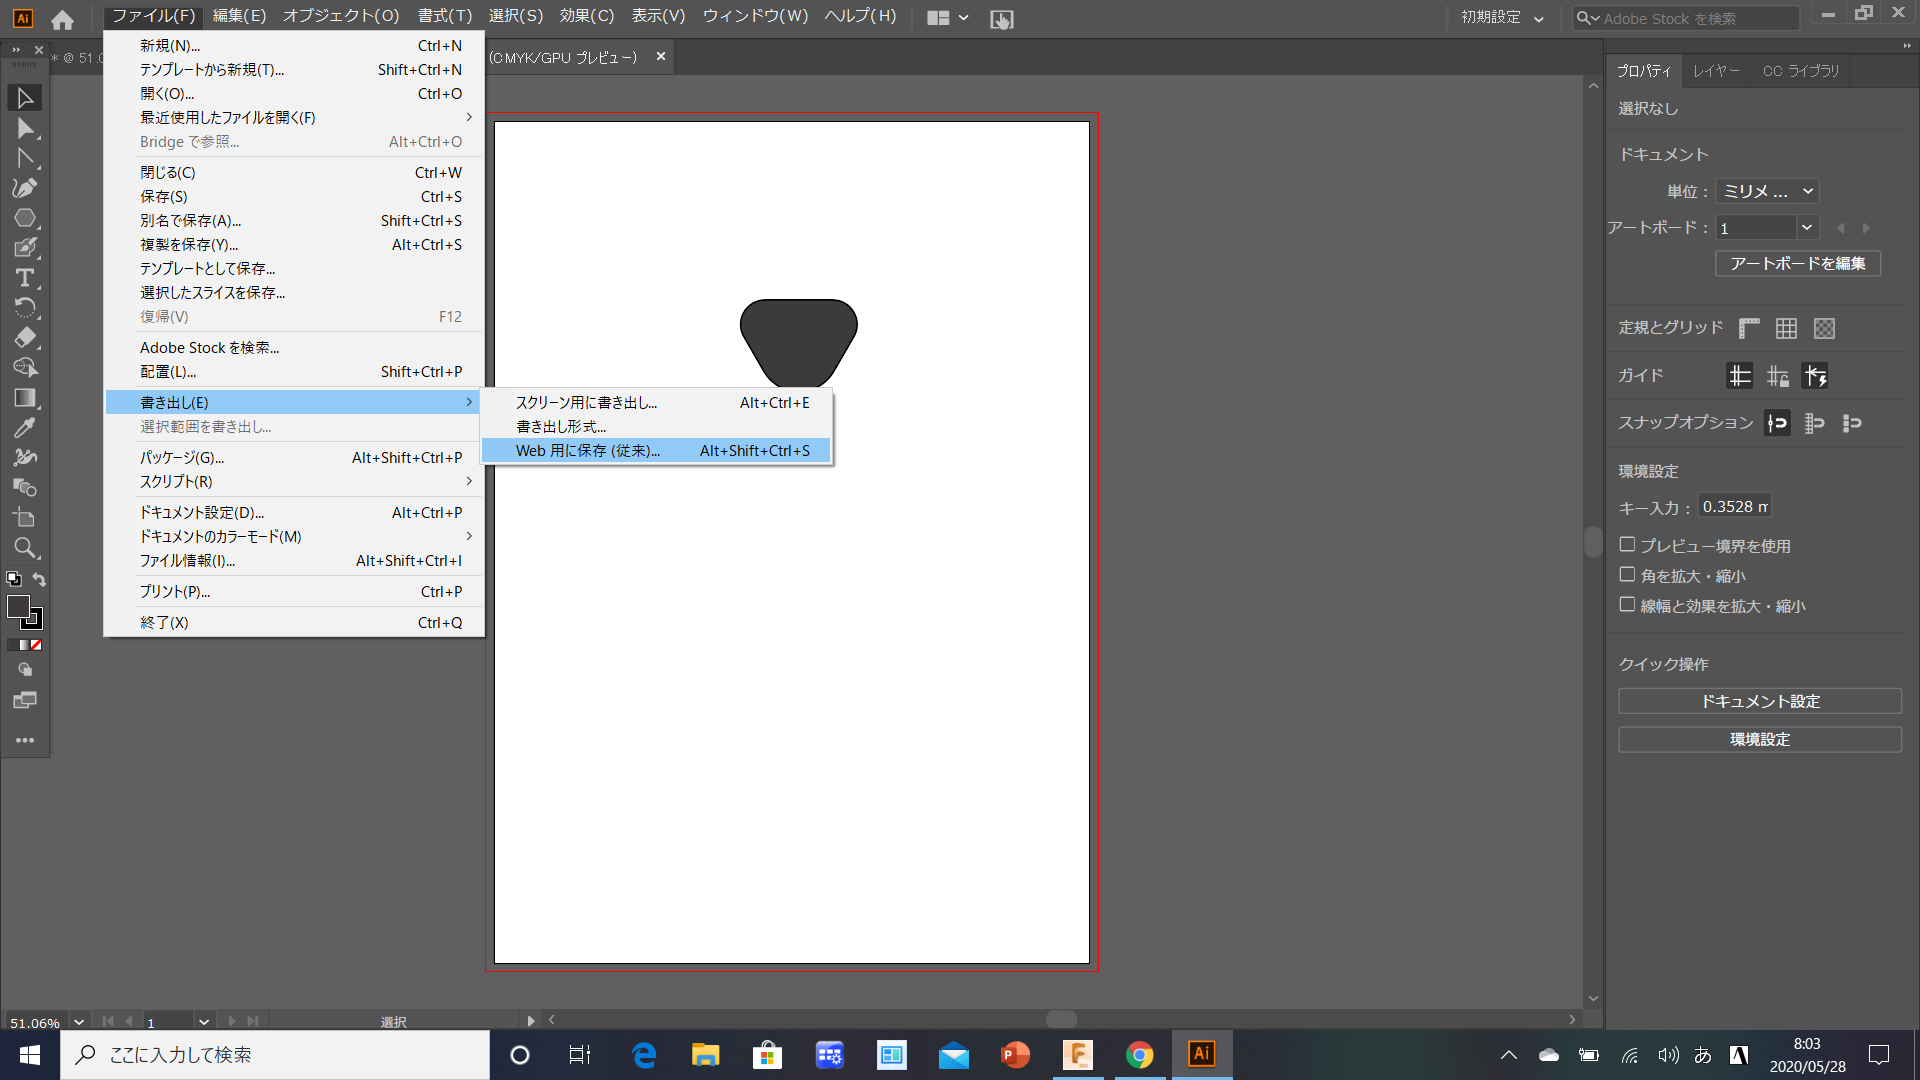 Ai ファイル(F) 編集(E) オブジェクト(O) 書式(T) 選択(S) 効果(C) 表示(V) ウィンドウ(W) ヘルプ(H) 初期設定 Adobe Stock を検索
* @ 51.0 (CMYK/GPU プレビュー)
新規(N)... Ctrl+N
テンプレートから新規(T)... Shift+Ctrl+N
開く(O)... Ctrl+O
最近使用したファイルを開く(F)
Bridge で参照... Alt+Ctrl+O
閉じる(C) Ctrl+W
保存(S) Ctrl+S
別名で保存(A)... Shift+Ctrl+S
複製を保存(Y)... Alt+Ctrl+S
テンプレートとして保存...
選択したスライスを保存...
復帰(V) F12
Adobe Stock を検索...
配置(L)... Shift+Ctrl+P
書き出し(E)
選択範囲を書き出し...
パッケージ(G)... Alt+Shift+Ctrl+P
スクリプト(R)
ドキュメント設定(D)... Alt+Ctrl+P
ドキュメントのカラーモード(M)
ファイル情報(I)... Alt+Shift+Ctrl+I
プリント(P)... Ctrl+P
終了(X) Ctrl+Q
スクリーン用に書き出し... Alt+Ctrl+E
書き出し形式...
Web 用に保存 (従来)... Alt+Shift+Ctrl+S
プロパティ レイヤー CC ライブラリ
選択なし
ドキュメント
単位： ミリメ ...
アートボード： 1
アートボードを編集
定規とグリッド
ガイド
スナップオプション
環境設定
キー入力： 0.3528 m
プレビュー境界を使用
角を拡大・縮小
線幅と効果を拡大・縮小
クイック操作
ドキュメント設定
環境設定
51.06% 1 選択
ここに入力して検索
あ
8:03
2020/05/28